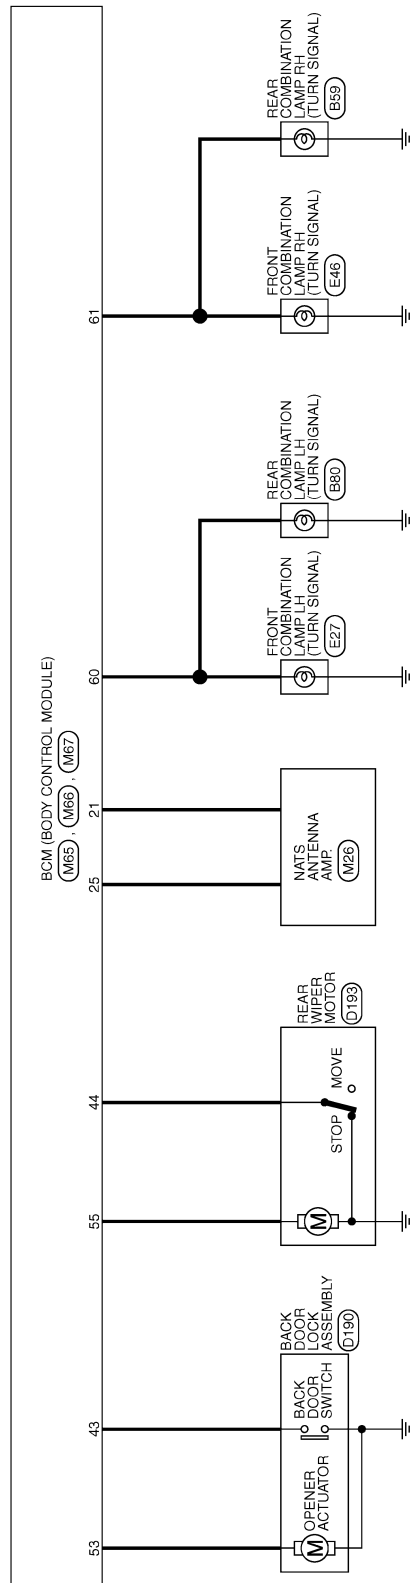 BCM (BODY CONTROL MODULE)
M65 , M66 , M67
53
43
55
44
25
21
60
61
M
OPENER
ACTUATOR
BACK
DOOR
SWITCH
BACK
DOOR
LOCK
ASSEMBLY
D190
M
STOP
MOVE
REAR
WIPER
MOTOR
D193
NATS
ANTENNA
AMP.
M26
FRONT
COMBINATION
LAMP LH
(TURN SIGNAL)
E27
REAR
COMBINATION
LAMP LH
(TURN SIGNAL)
B80
FRONT
COMBINATION
LAMP RH
(TURN SIGNAL)
E46
REAR
COMBINATION
LAMP RH
(TURN SIGNAL)
B59